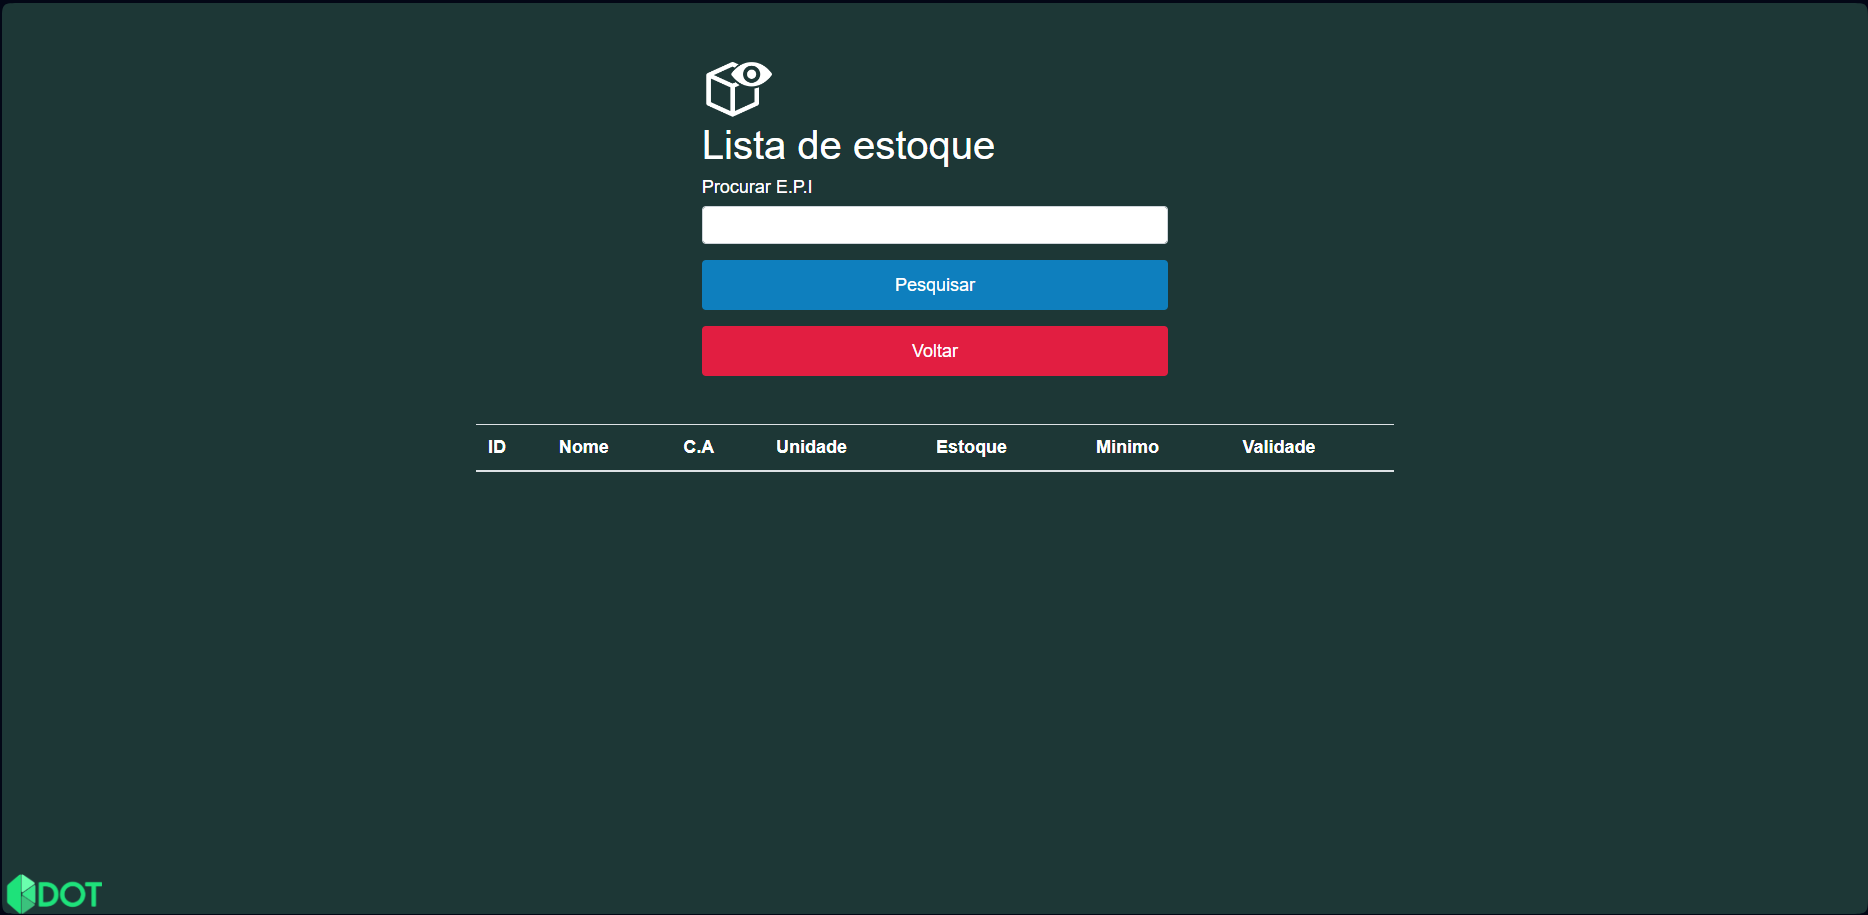 Lista de estoque
Procurar E.P.I
Pesquisar
Voltar
ID Nome C.A Unidade Estoque Minimo Validade
DOT